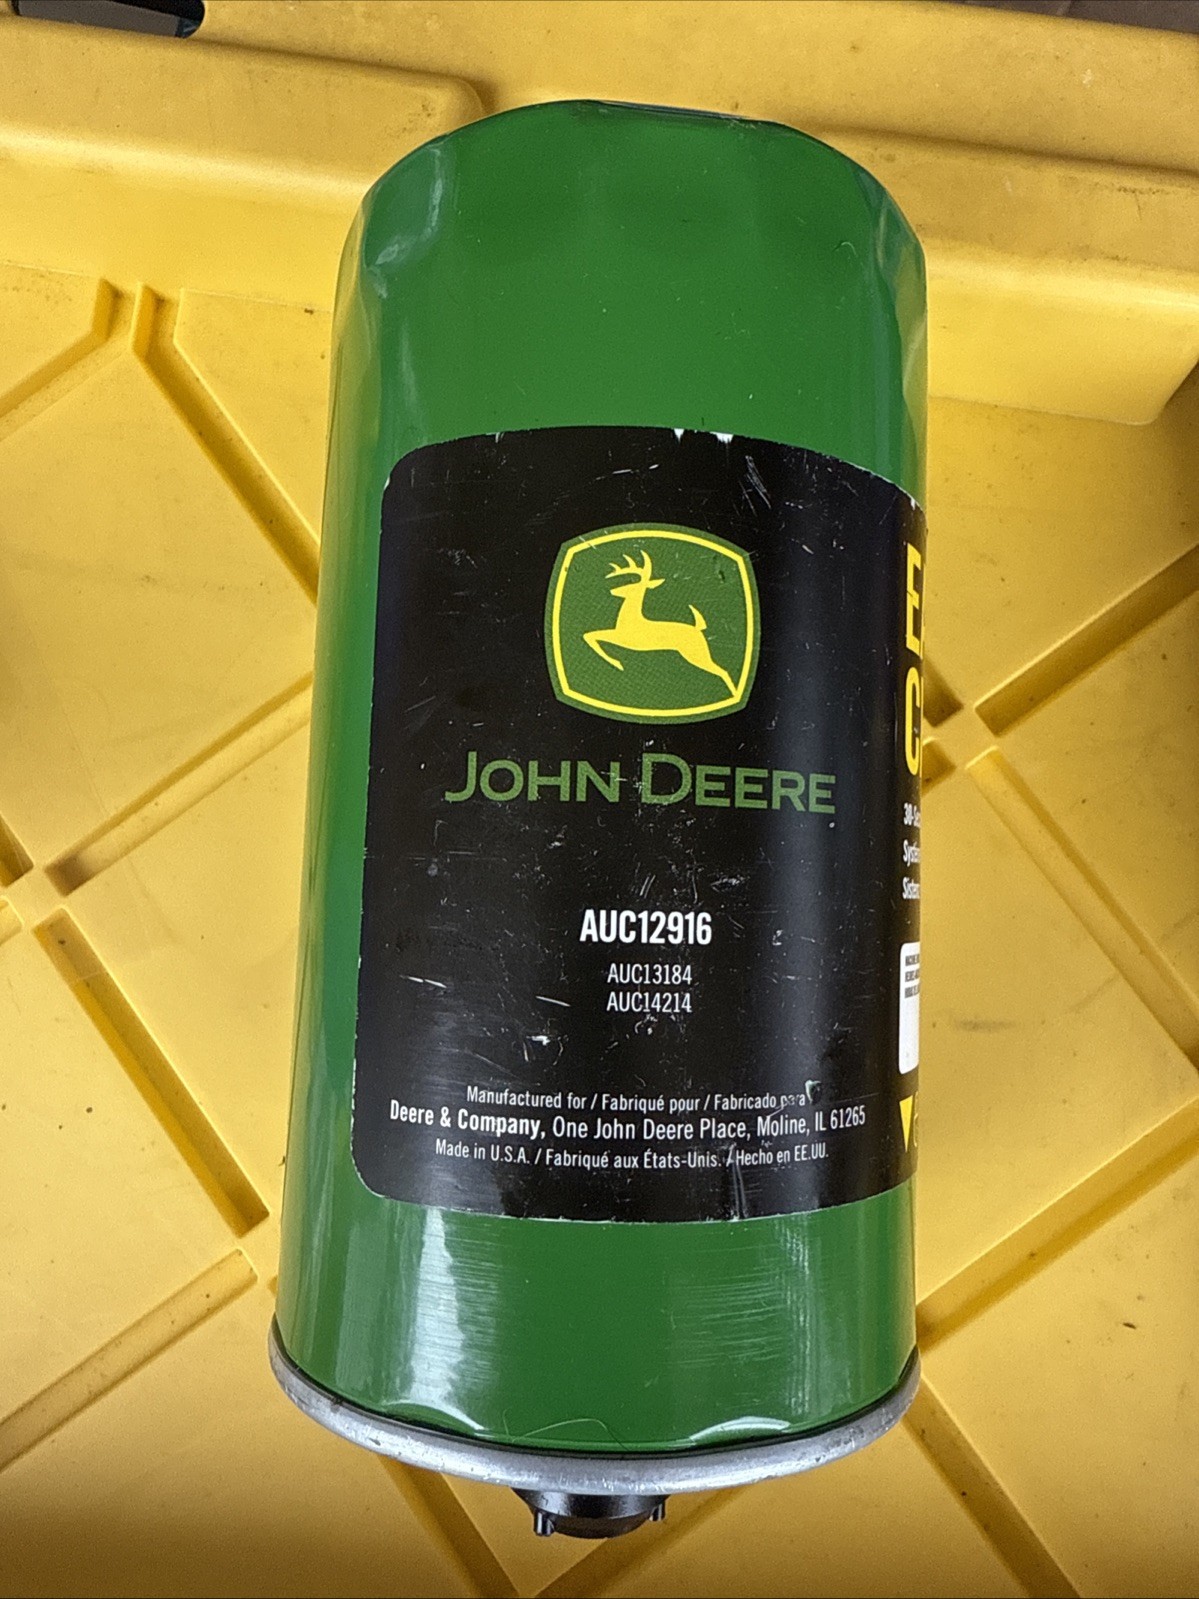 JOHN DEERE
AUC12916
AUC13184
AUC14214
Manufactured for / Fabriqué pour / Fabricado para
Deere & Company, One John Deere Place, Moline, IL 61265
Made in U.S.A. / Fabriqué aux États-Unis. / Hecho en EE.UU.